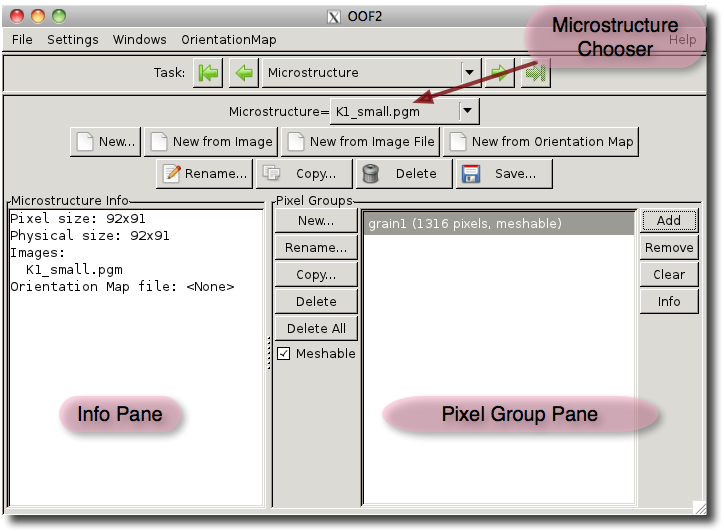 OOF2
File Settings Windows OrientationMap Help
Microstructure
Chooser
Task: Microstructure
Microstructure= K1_small.pgm
New... New from Image New from Image File New from Orientation Map
Rename... Copy... Delete Save...
Microstructure Info
Pixel size: 92x91
Physical size: 92x91
Images:
K1_small.pgm
Orientation Map file: <None>
Info Pane
Pixel Groups
New...
Rename...
Copy...
Delete
Delete All
Meshable
grain1 (1316 pixels, meshable)
Pixel Group Pane
Add
Remove
Clear
Info